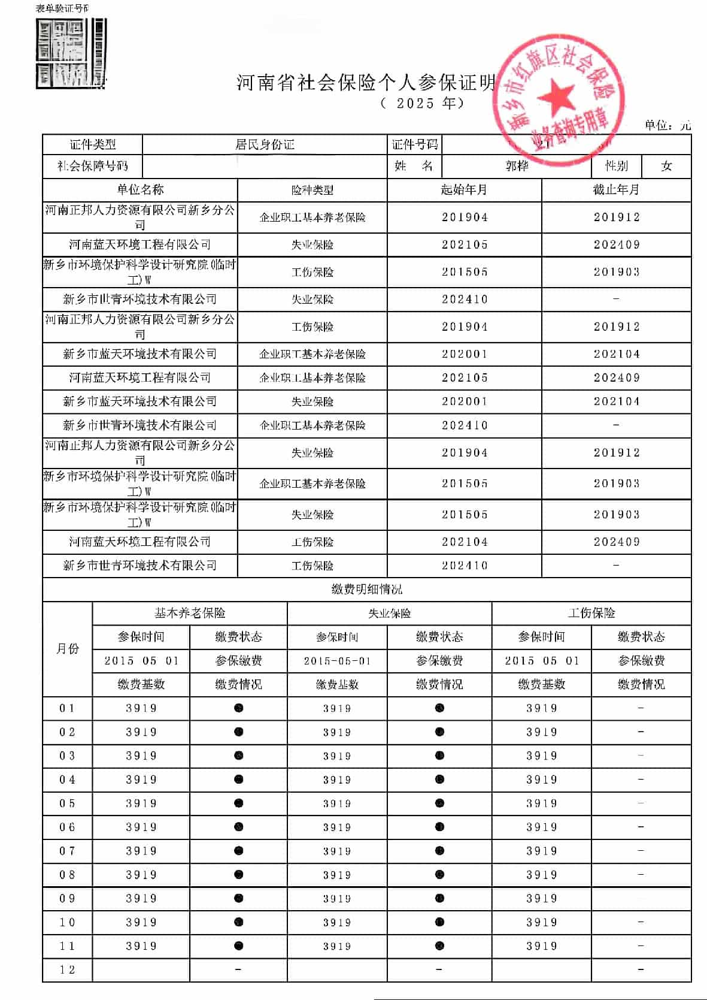 表单验证号码
河南省社会保险个人参保证明
( 2025 年)
新乡市红旗区社会保险
业务查询专用章
单位：元
证件类型 居民身份证 证件号码
社会保障号码 姓 名 郭桦 性别 女
单位名称 险种类型 起始年月 截止年月
河南正邦人力资源有限公司新乡分公
司 企业职工基本养老保险 201904 201912
河南蓝天环境工程有限公司 失业保险 202105 202409
新乡市环境保护科学设计研究院(临时
工)W 工伤保险 201505 201903
新乡市世青环境技术有限公司 失业保险 202410 -
河南正邦人力资源有限公司新乡分公
司 工伤保险 201904 201912
新乡市蓝天环境技术有限公司 企业职工基本养老保险 202001 202104
河南蓝天环境工程有限公司 企业职工基本养老保险 202105 202409
新乡市蓝天环境技术有限公司 失业保险 202001 202104
新乡市世青环境技术有限公司 企业职工基本养老保险 202410 -
河南正邦人力资源有限公司新乡分公
司 失业保险 201904 201912
新乡市环境保护科学设计研究院(临时
工)W 企业职工基本养老保险 201505 201903
新乡市环境保护科学设计研究院(临时
工)W 失业保险 201505 201903
河南蓝天环境工程有限公司 工伤保险 202104 202409
新乡市世青环境技术有限公司 工伤保险 202410 -
缴费明细情况
月份 基本养老保险 失业保险 工伤保险
参保时间 缴费状态 参保时间 缴费状态 参保时间 缴费状态
2015 05 01 参保缴费 2015-05-01 参保缴费 2015 05 01 参保缴费
缴费基数 缴费情况 缴费基数 缴费情况 缴费基数 缴费情况
01 3919 ● 3919 ● 3919 -
02 3919 ● 3919 ● 3919 -
03 3919 ● 3919 ● 3919 -
04 3919 ● 3919 ● 3919 -
05 3919 ● 3919 ● 3919 -
06 3919 ● 3919 ● 3919 -
07 3919 ● 3919 ● 3919 -
08 3919 ● 3919 ● 3919 -
09 3919 ● 3919 ● 3919
10 3919 ● 3919 ● 3919 -
11 3919 ● 3919 ● 3919 -
12 - - -